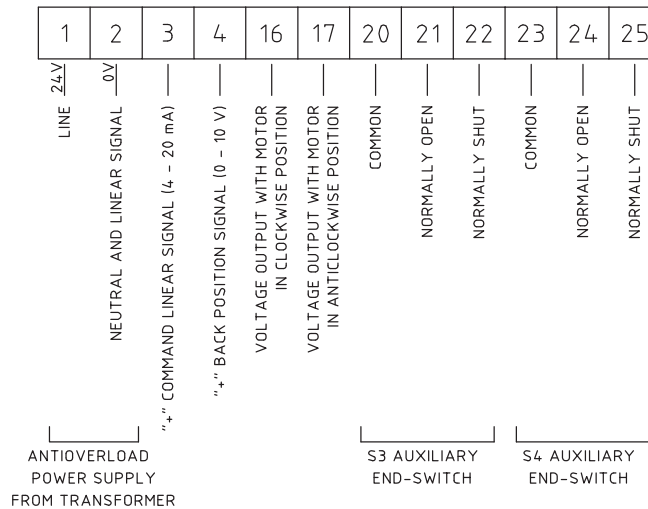 1 2 3 4 16 17 20 21 22 23 24 25
24V
LINE
0V
NEUTRAL AND LINEAR SIGNAL
"+" COMMAND LINEAR SIGNAL (4 - 20 mA)
"+" BACK POSITION SIGNAL (0 - 10 V)
VOLTAGE OUTPUT WITH MOTOR
IN CLOCKWISE POSITION
VOLTAGE OUTPUT WITH MOTOR
IN ANTICLOCKWISE POSITION
COMMON
NORMALLY OPEN
NORMALLY SHUT
COMMON
NORMALLY OPEN
NORMALLY SHUT
ANTIOVERLOAD
POWER SUPPLY
FROM TRANSFORMER
S3 AUXILIARY
END-SWITCH
S4 AUXILIARY
END-SWITCH